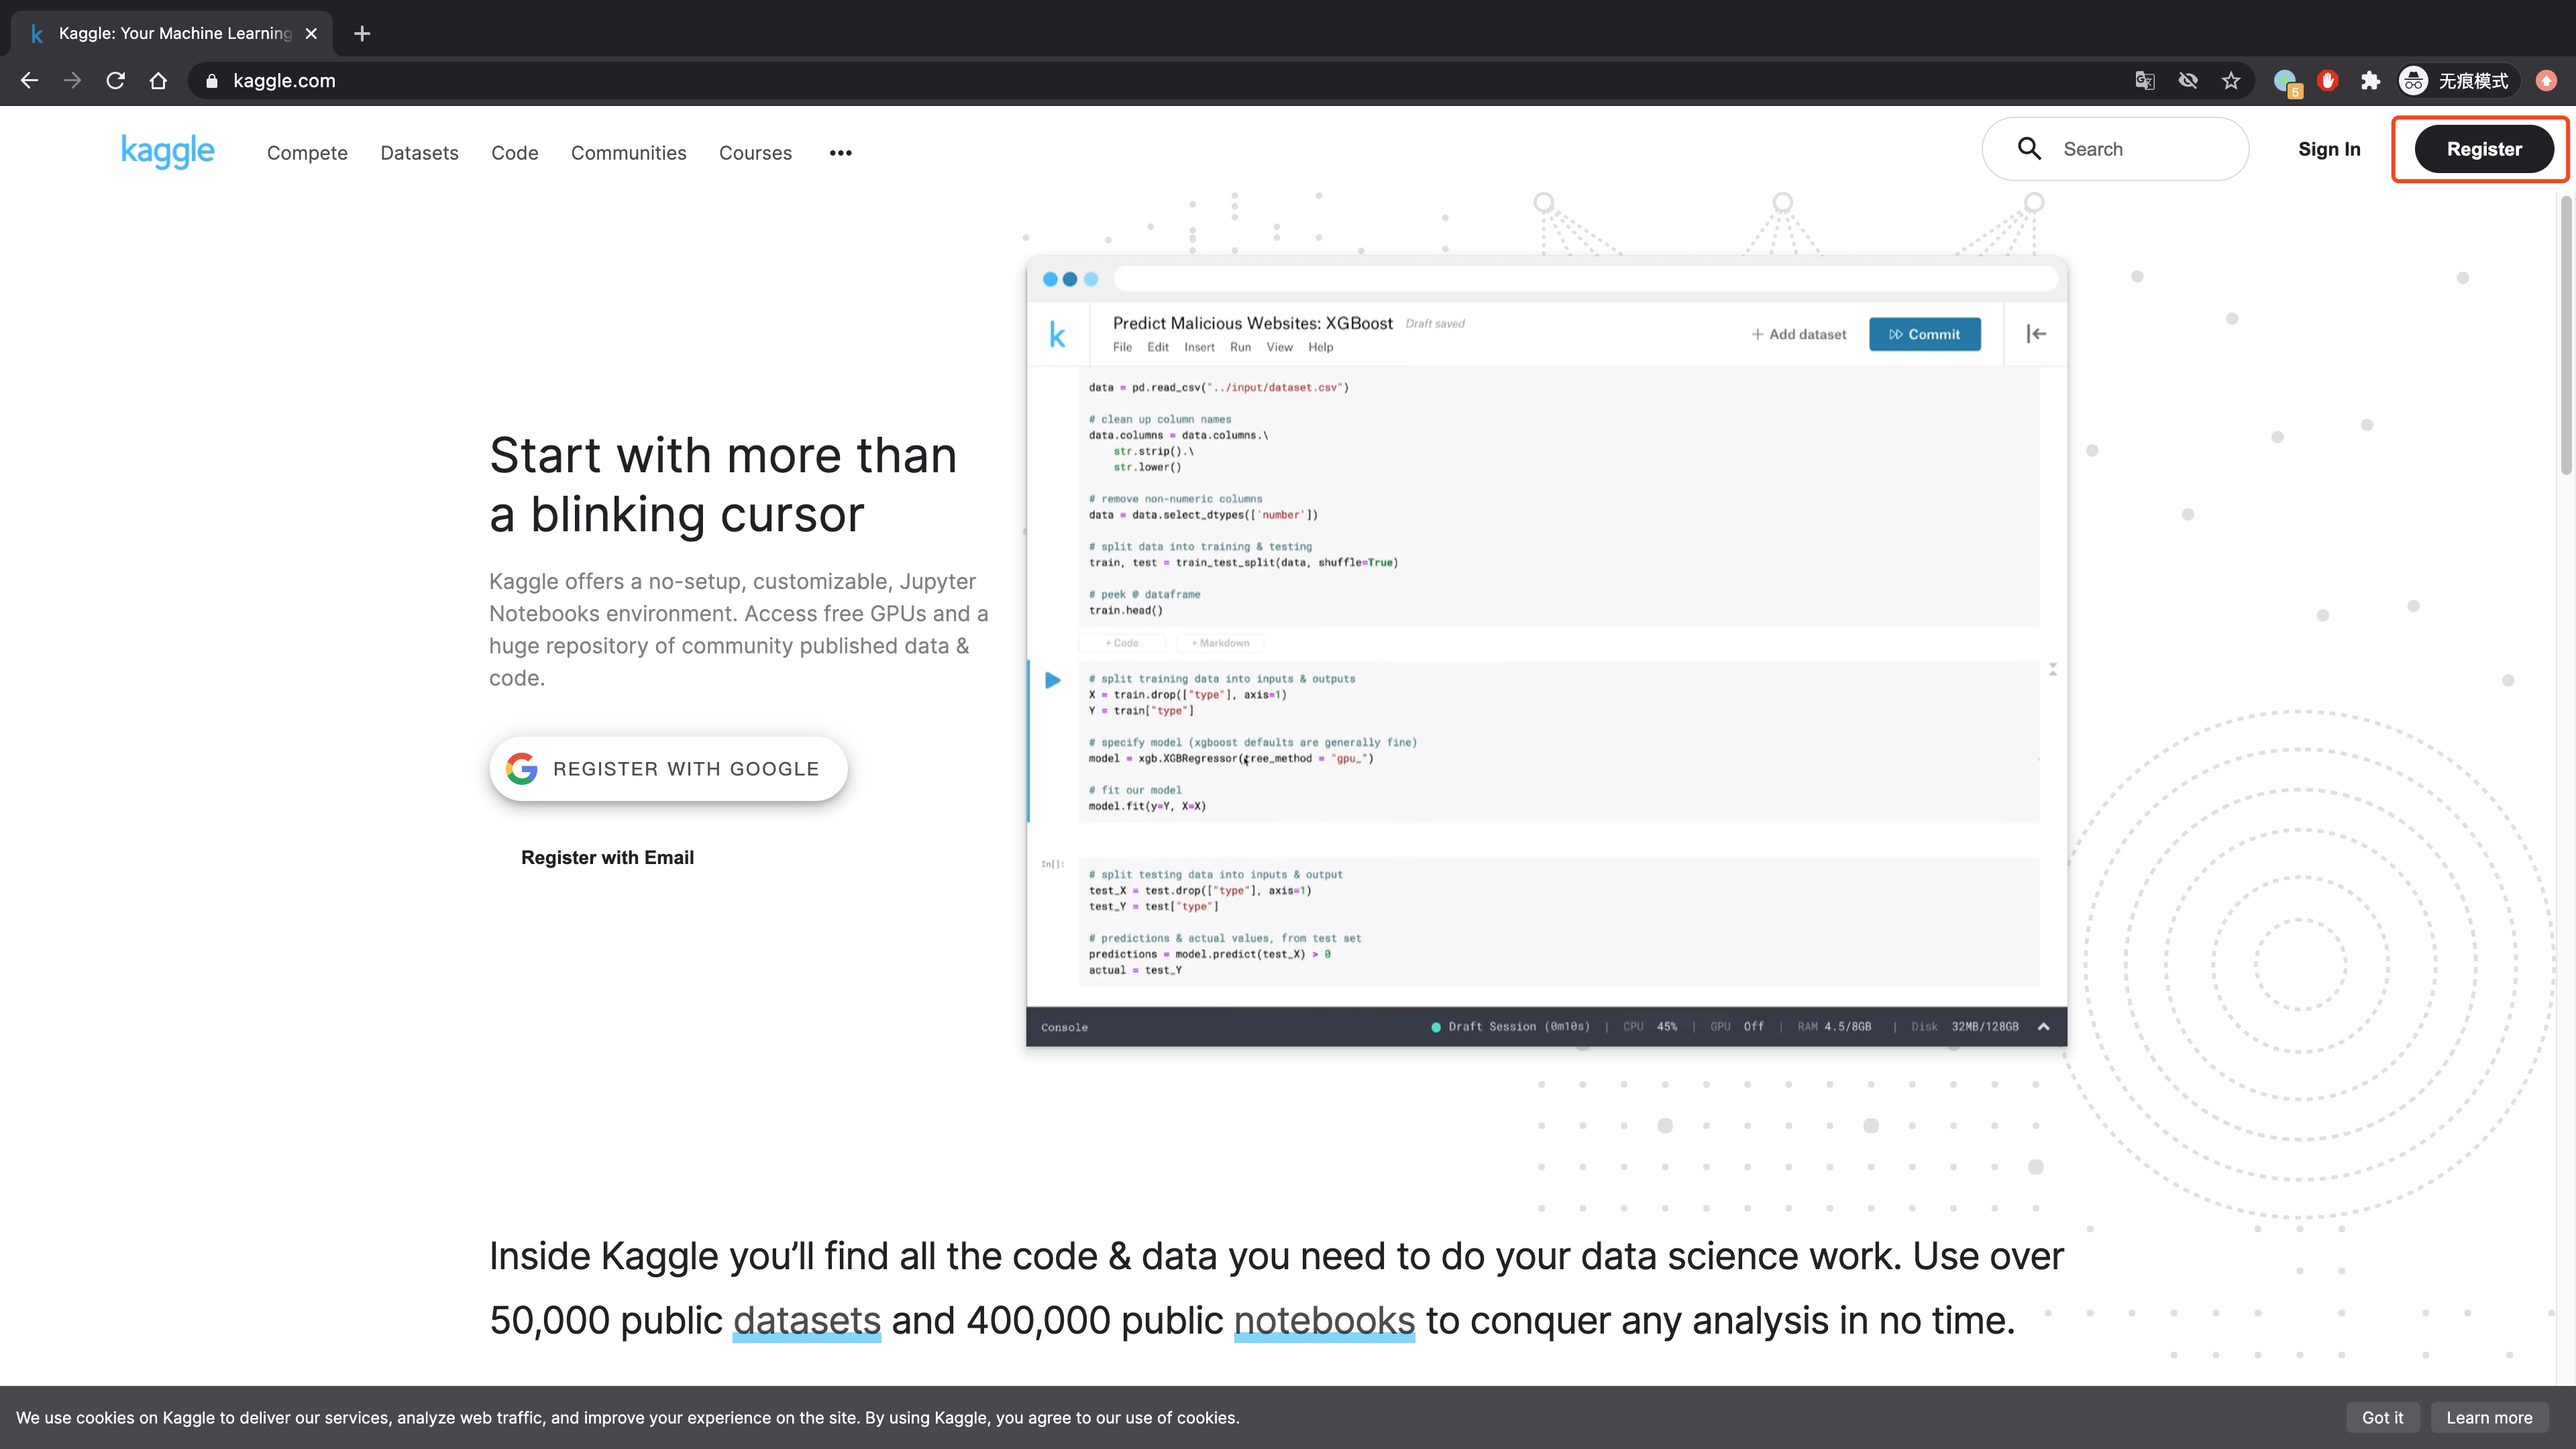 Kaggle: Your Machine Learning
kaggle.com
5
无痕模式
kaggle
Compete Datasets Code Communities Courses
Search
Sign In
Register
Start with more than
a blinking cursor
Kaggle offers a no-setup, customizable, Jupyter
Notebooks environment. Access free GPUs and a
huge repository of community published data &
code.
REGISTER WITH GOOGLE
Register with Email
k
Predict Malicious Websites: XGBoost Draft saved
File Edit Insert Run View Help
+ Add dataset
Commit
data = pd.read_csv("../input/dataset.csv")
# clean up column names
data.columns = data.columns.\
str.strip().\
str.lower()
# remove non-numeric columns
data = data.select_dtypes(['number'])
# split data into training & testing
train, test = train_test_split(data, shuffle=True)
# peek @ dataframe
train.head()
+ Code + Markdown
# split training data into inputs & outputs
X = train.drop(["type"], axis=1)
Y = train["type"]
# specify model (xgboost defaults are generally fine)
model = xgb.XGBRegressor(tree_method = "gpu_")
# fit our model
model.fit(y=Y, X=X)
In[]:
# split testing data into inputs & output
test_X = test.drop(["type"], axis=1)
test_Y = test["type"]
# predictions & actual values, from test set
predictions = model.predict(test_X) > 0
actual = test_Y
Console
Draft Session (0m10s) | CPU 45% | GPU Off | RAM 4.5/8GB | Disk 32MB/128GB
Inside Kaggle you’ll find all the code & data you need to do your data science work. Use over
50,000 public datasets and 400,000 public notebooks to conquer any analysis in no time.
We use cookies on Kaggle to deliver our services, analyze web traffic, and improve your experience on the site. By using Kaggle, you agree to our use of cookies.
Got it
Learn more